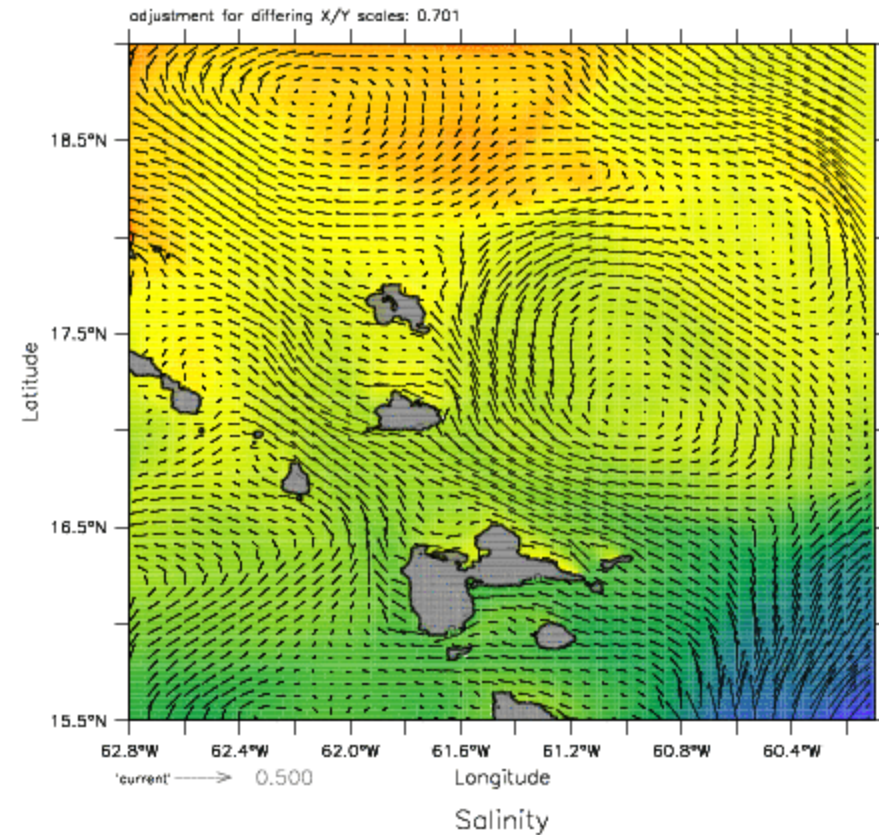 adjustment for differing X/Y scales: 0.701
18.5°N
17.5°N
16.5°N
15.5°N
Latitude
62.8°W 62.4°W 62.0°W 61.6°W 61.2°W 60.8°W 60.4°W
'current' 0.500
Longitude
Salinity